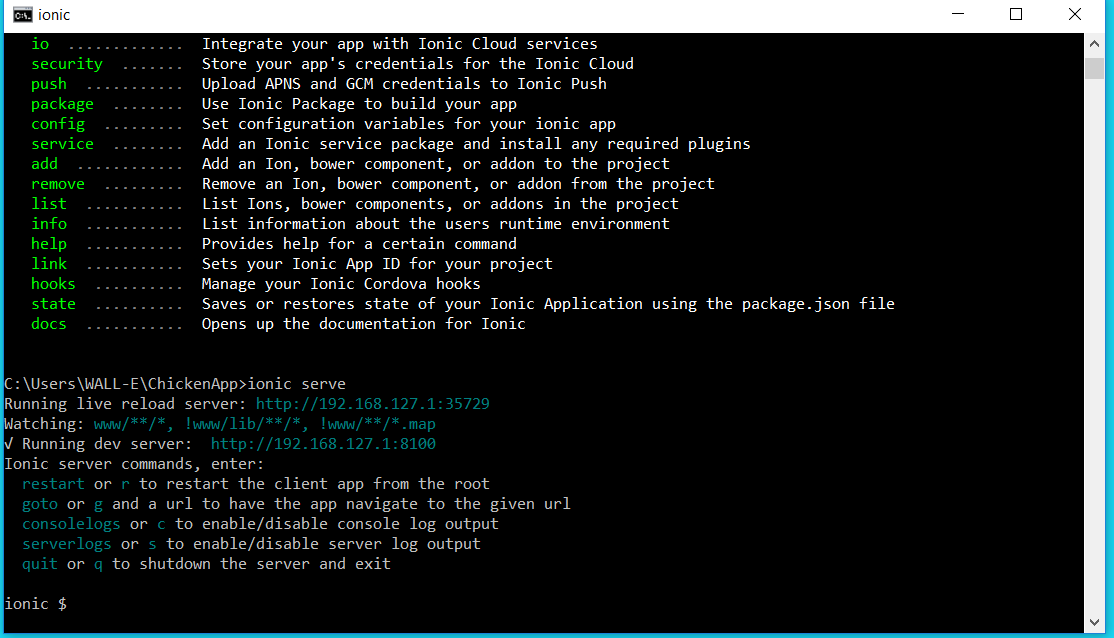 ionic
io ............. Integrate your app with Ionic Cloud services
security ....... Store your app's credentials for the Ionic Cloud
push ........... Upload APNS and GCM credentials to Ionic Push
package ........ Use Ionic Package to build your app
config ......... Set configuration variables for your ionic app
service ........ Add an Ionic service package and install any required plugins
add ............ Add an Ion, bower component, or addon to the project
remove ......... Remove an Ion, bower component, or addon from the project
list ........... List Ions, bower components, or addons in the project
info ........... List information about the users runtime environment
help ........... Provides help for a certain command
link ........... Sets your Ionic App ID for your project
hooks .......... Manage your Ionic Cordova hooks
state .......... Saves or restores state of your Ionic Application using the package.json file
docs ........... Opens up the documentation for Ionic
C:\Users\WALL-E\ChickenApp>ionic serve
Running live reload server: http://192.168.127.1:35729
Watching: www/**/*, !www/lib/**/*, !www/**/*.map
√ Running dev server:  http://192.168.127.1:8100
Ionic server commands, enter:
restart or r to restart the client app from the root
goto or g and a url to have the app navigate to the given url
consolelogs or c to enable/disable console log output
serverlogs or s to enable/disable server log output
quit or q to shutdown the server and exit
ionic $